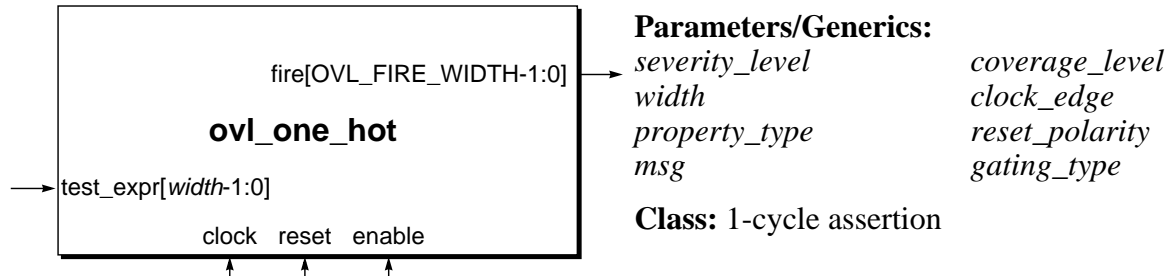 fire[OVL_FIRE_WIDTH-1:0]
ovl_one_hot
test_expr[width-1:0]
clock reset enable
Parameters/Generics:
severity_level coverage_level
width clock_edge
property_type reset_polarity
msg gating_type
Class: 1-cycle assertion